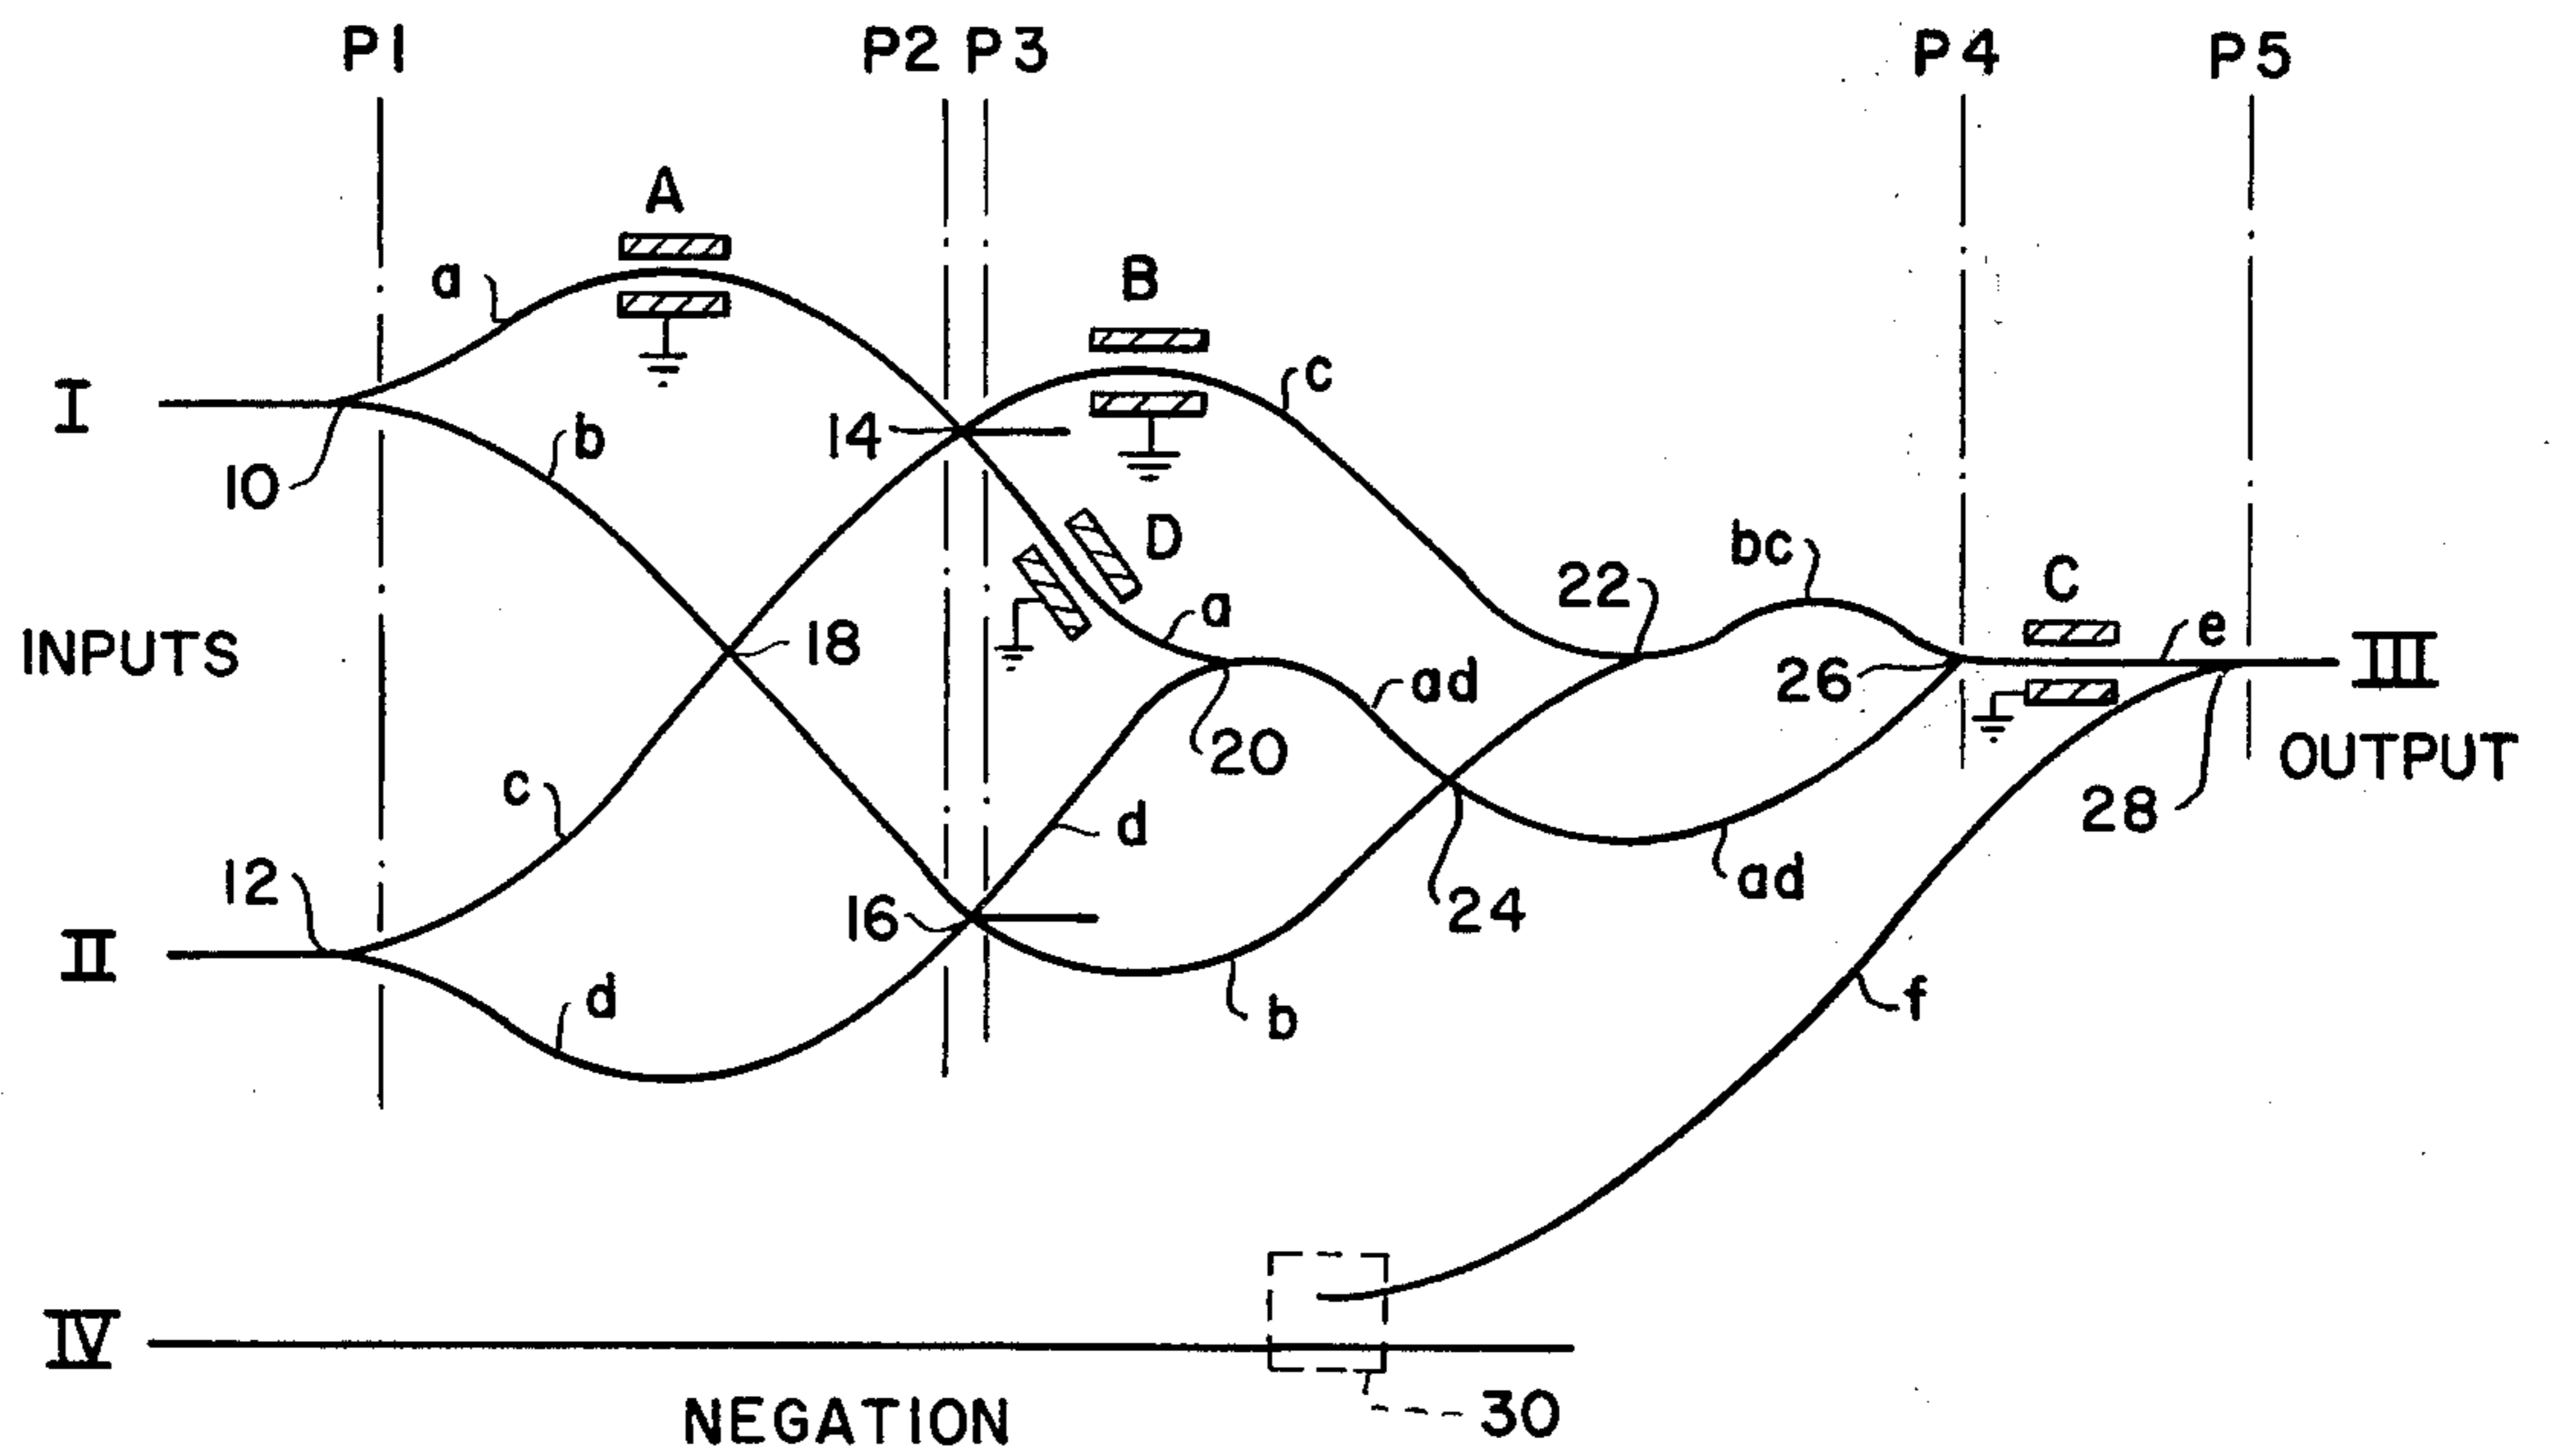 P1
P2
P3
P4
P5
A
a
B
I
b
c
14
10
D
bc
22
C
a
e
18
INPUTS
III
ad
26
20
OUTPUT
c
d
28
12
ad
24
16
II
d
b
f
IV
30
NEGATION